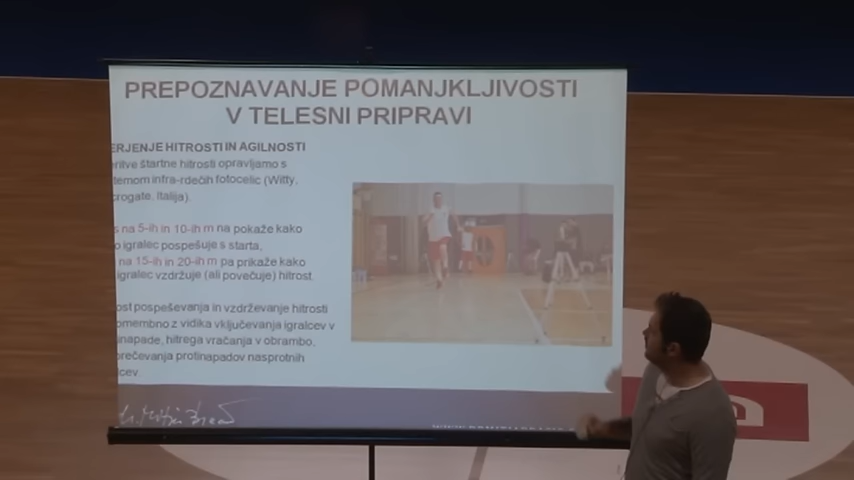 PREPOZNAVANJE POMANJKLJIVOSTI
V TELESNI PRIPRAVI
ERJENJE HITROSTI IN AGILNOSTI
eritve štartne hitrosti opravljamo s
temom infra-rdečih fotocelic (Witty,
crogate, Italija).
s na 5-ih in 10-ih m na pokaže kako
o igralec pospešuje s starta,
na 15-ih in 20-ih m pa prikaže kako
igralec vzdržuje (ali povečuje) hitrost.
ost pospeševanja in vzdrževanje hitrosti
omembno z vidika vključevanja igralcev v
inapade, hitrega vračanja v obrambo,
prečevanja protinapadov nasprotnih
lcev